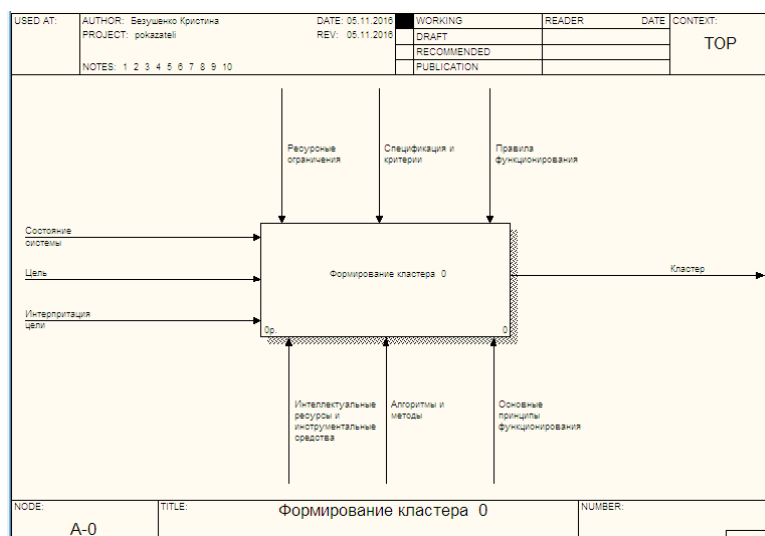 USED AT:
AUTHOR: Безушенко Кристина
DATE: 05.11.2016
WORKING
READER
DATE
CONTEXT:
PROJECT: pokazateli
REV: 05.11.2016
DRAFT
TOP
RECOMMENDED
NOTES: 1 2 3 4 5 6 7 8 9 10
PUBLICATION
Ресурсные
ограничения
Спецификация и
критерии
Правила
функционирования
Состояние
системы
Цель
Интерпритация
цели
Формирование кластера 0
0р.
0
Кластер
Интеллектуальные
ресурсы и
инструментальные
средства
Алгоритмы и
методы
Основные
принципы
функционирования
NODE:
A-0
TITLE:
Формирование кластера 0
NUMBER: